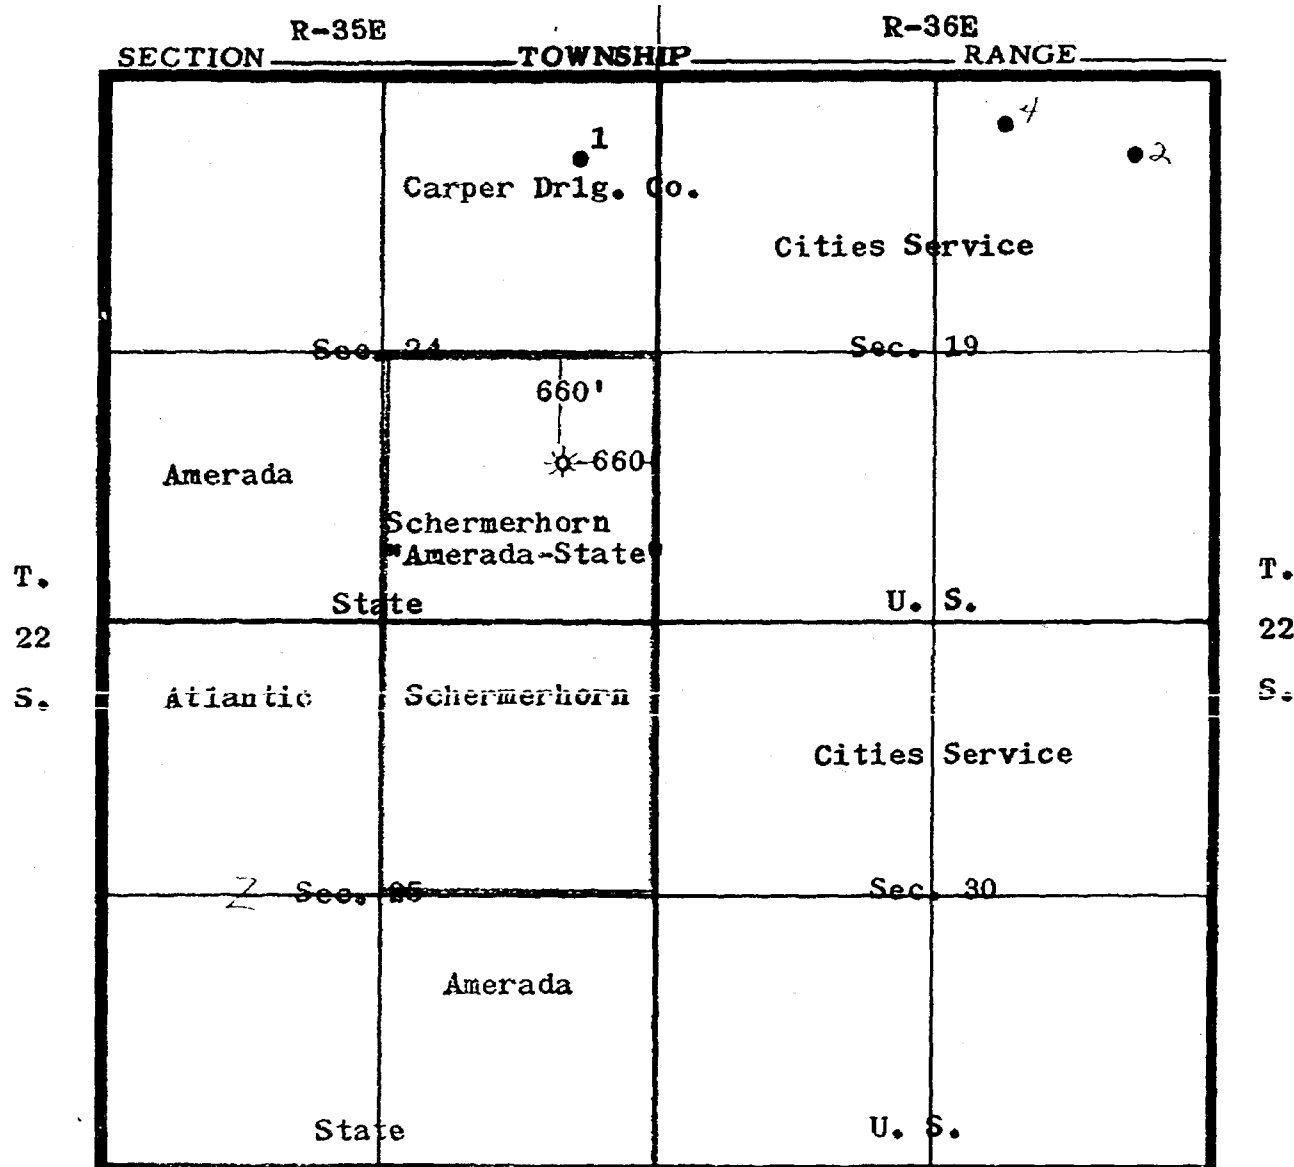 R-35E R-36E
SECTION TOWNSHIP RANGE
4
1
2
Carper Drlg. Co.
Cities Service
Sec. 24 Sec. 19
660'
660
Amerada
Schermerhorn
"Amerada-State"
T. T.
State U. S.
22 22
S. Atlantic Schermerhorn S.
Cities Service
Z Sec. 25 Sec. 30
Amerada
State U. S.